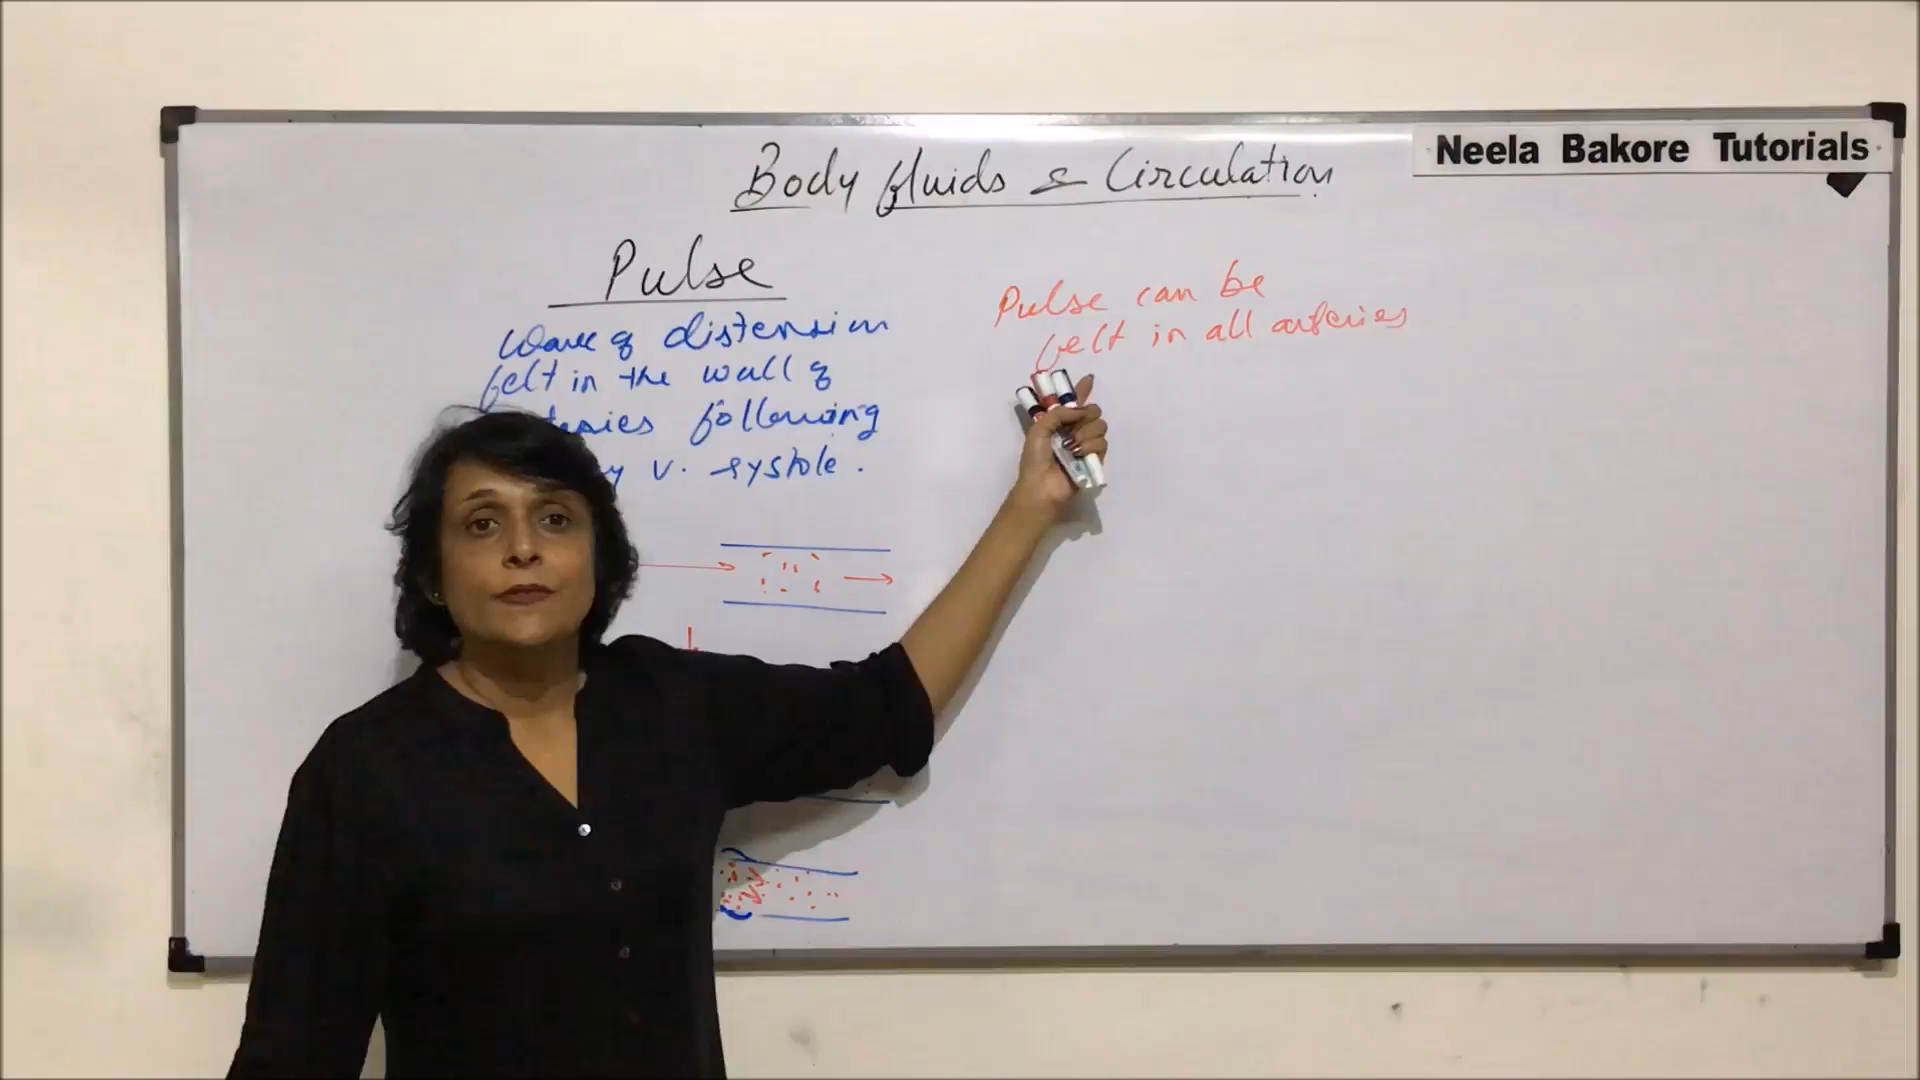 Neela Bakore Tutorials
Body fluids & Circulation
Pulse
Wave of distension
felt in the wall of
following
v. systole.
Pulse can be
felt in all arteries